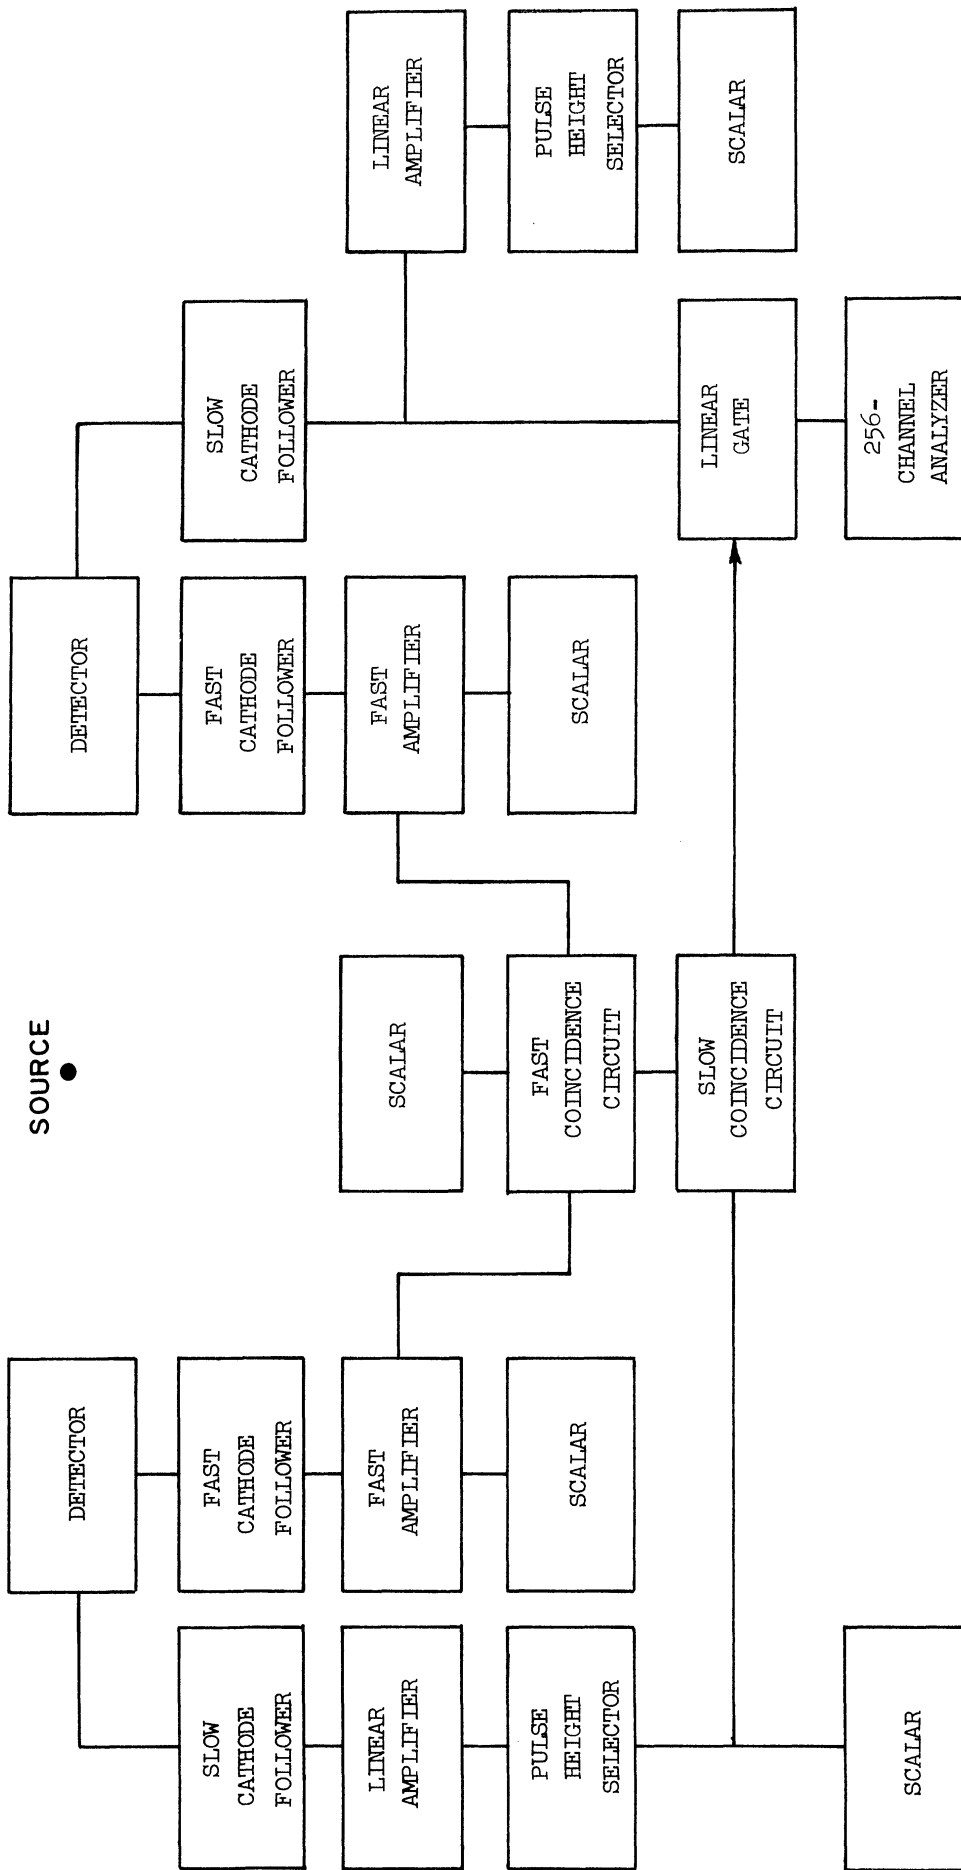 SOURCE
DETECTOR
DETECTOR
SLOW
CATHODE
FOLLOWER
FAST
CATHODE
FOLLOWER
FAST
CATHODE
FOLLOWER
SLOW
CATHODE
FOLLOWER
LINEAR
AMPLIFIER
FAST
AMPLIFIER
SCALAR
FAST
AMPLIFIER
LINEAR
AMPLIFIER
PULSE
HEIGHT
SELECTOR
SCALAR
FAST
COINCIDENCE
CIRCUIT
SCALAR
PULSE
HEIGHT
SELECTOR
SLOW
COINCIDENCE
CIRCUIT
LINEAR
GATE
SCALAR
SCALAR
256-
CHANNEL
ANALYZER